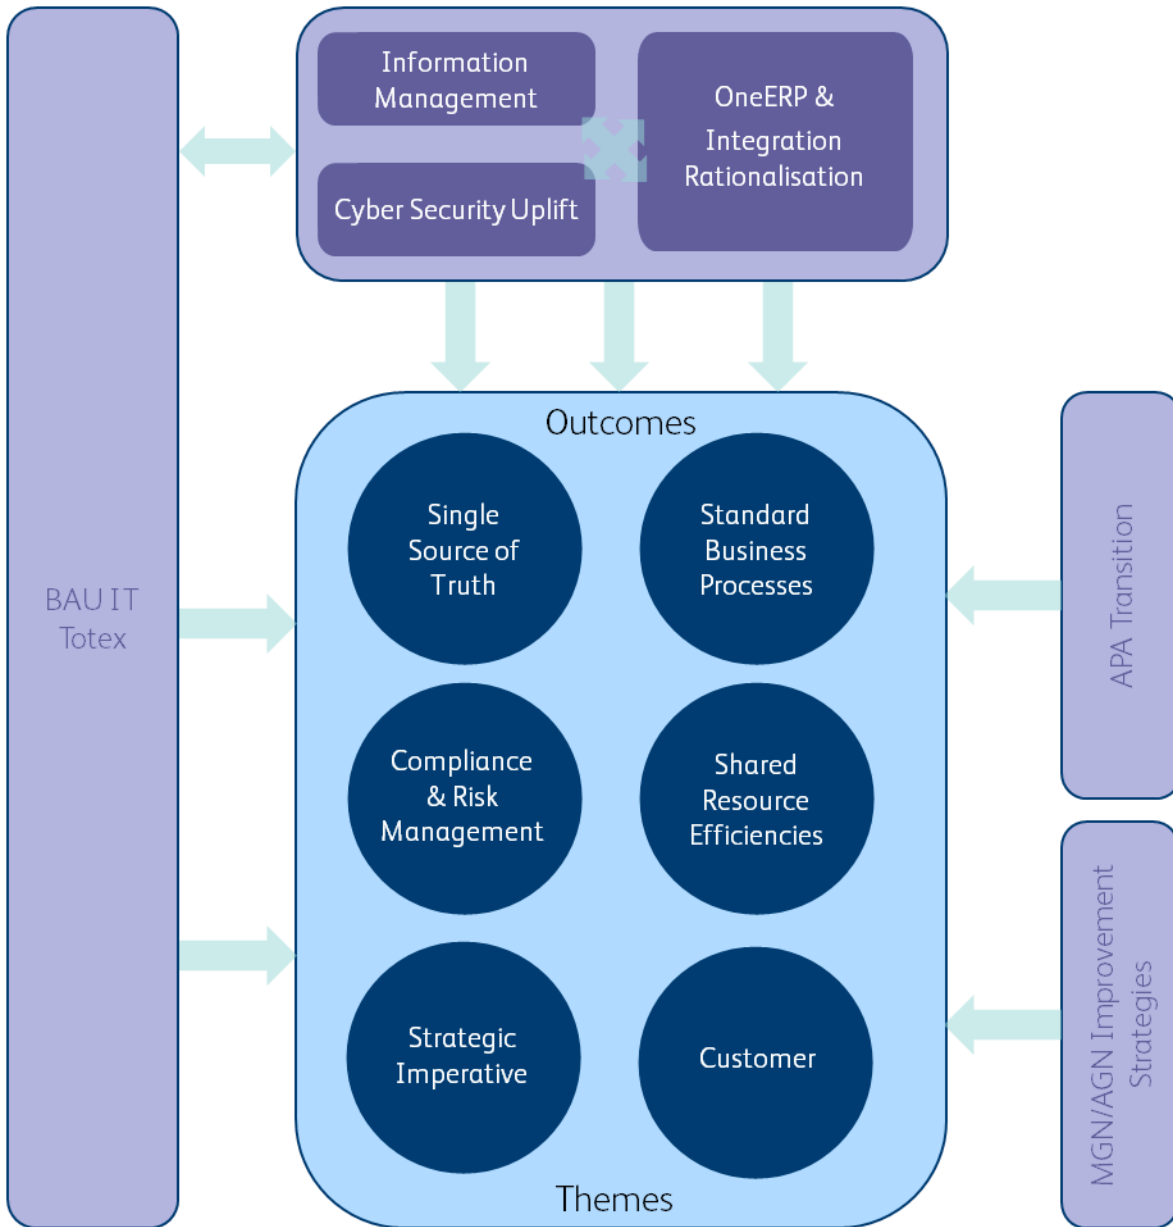 Information
Management
OneERP &
Integration
Rationalisation
Cyber Security Uplift
BAU IT
Totex
Outcomes
Single
Source of
Truth
Standard
Business
Processes
Compliance
& Risk
Management
Shared
Resource
Efficiencies
Strategic
Imperative
Customer
Themes
APA Transition
MGN/AGN Improvement
Strategies